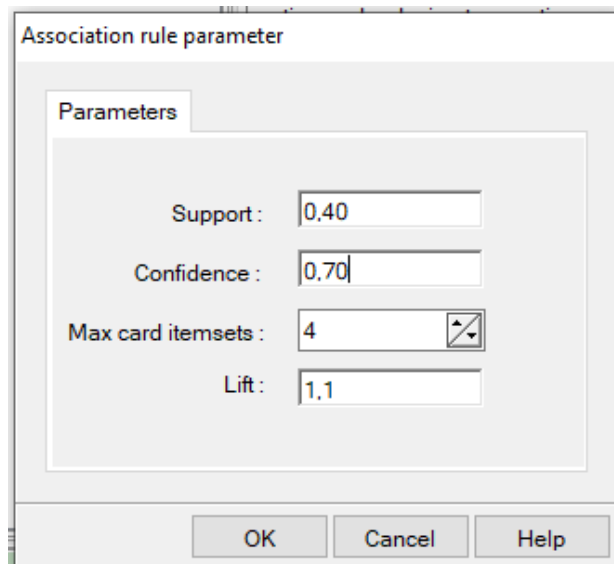 Association rule parameter
Parameters
Support : 0,40
Confidence : 0,70
Max card itemsets : 4
Lift : 1,1
OK Cancel Help